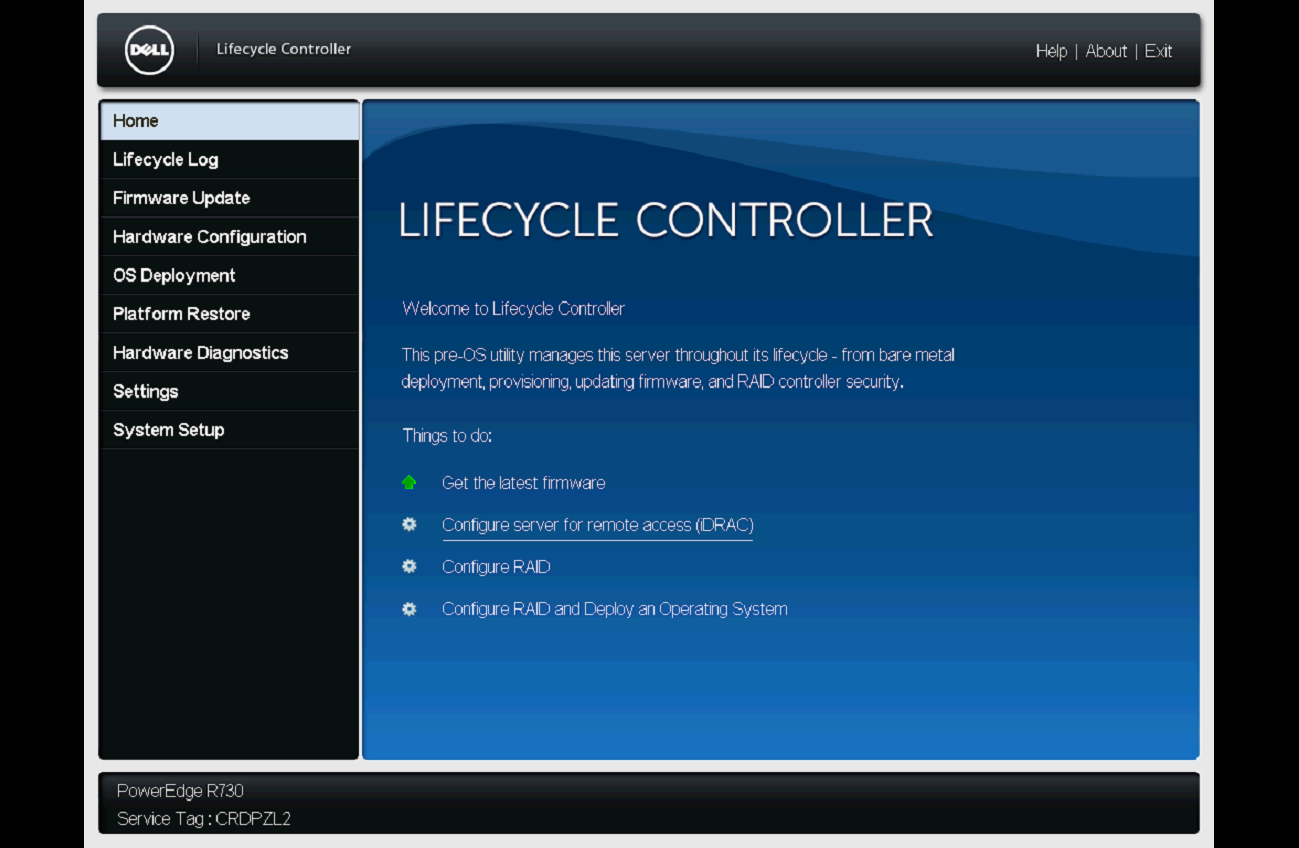 DELL
Lifecycle Controller
Help | About | Exit
Home
Lifecycle Log
Firmware Update
Hardware Configuration
OS Deployment
Platform Restore
Hardware Diagnostics
Settings
System Setup
LIFECYCLE CONTROLLER
Welcome to Lifecycle Controller
This pre-OS utility manages this server throughout its lifecycle - from bare metal
deployment, provisioning, updating firmware, and RAID controller security.
Things to do:
Get the latest firmware
Configure server for remote access (iDRAC)
Configure RAID
Configure RAID and Deploy an Operating System
PowerEdge R730
Service Tag : CRDPZL2